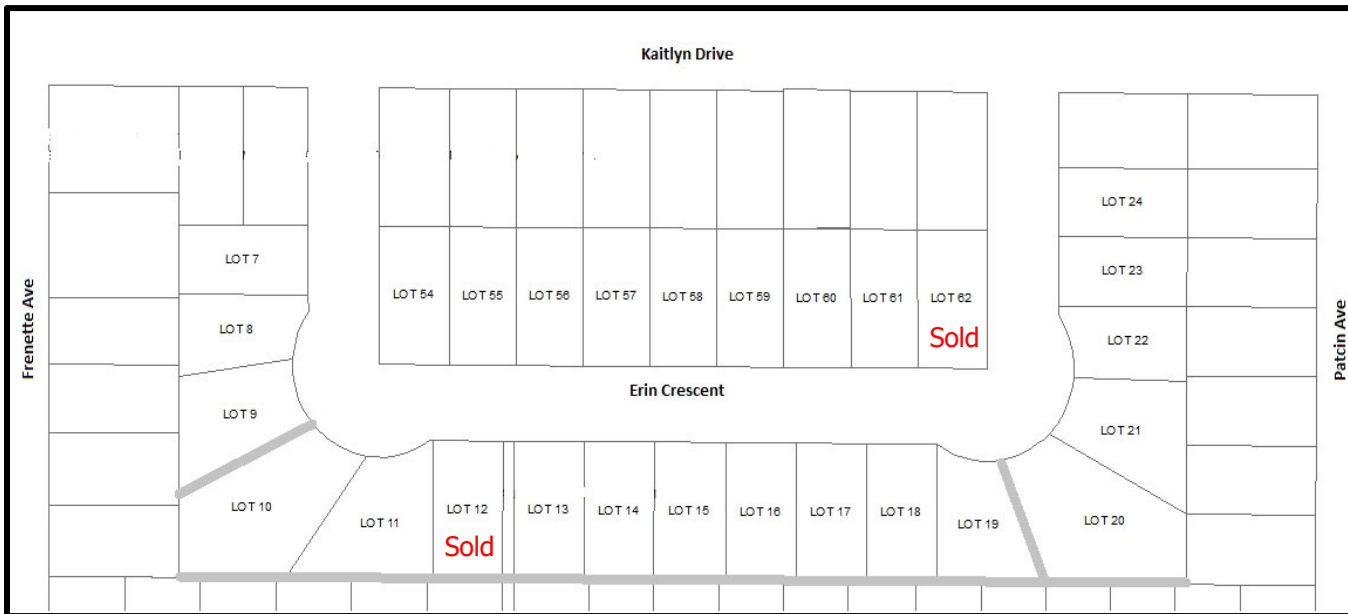 Kaitlyn Drive
LOT 24
LOT 7
LOT 23
LOT 54
LOT 55
LOT 56
LOT 57
LOT 58
LOT 59
LOT 60
LOT 61
LOT 62
Sold
LOT 8
LOT 22
Frenette Ave
Patcin Ave
Erin Crescent
LOT 9
LOT 21
LOT 10
LOT 11
LOT 12
Sold
LOT 13
LOT 14
LOT 15
LOT 16
LOT 17
LOT 18
LOT 19
LOT 20